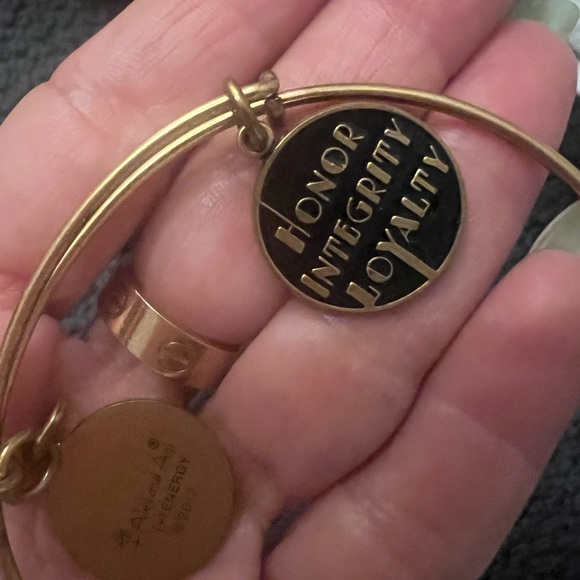 HONOR
INTEGRITY
LOYALTY
Alex and Ani®
(+) ENERGY